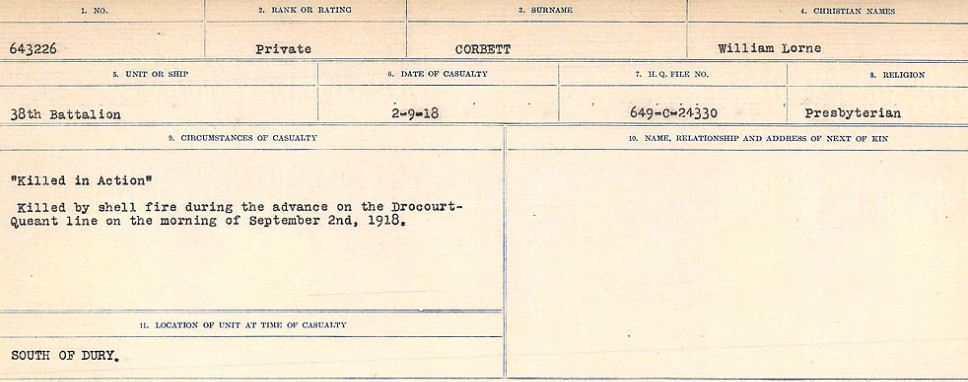 1. NO.
2. RANK OR RATING
3. SURNAME
4. CHRISTIAN NAMES
643226
Private
CORBETT
William Lorne
5. UNIT OR SHIP
6. DATE OF CASUALTY
7. H.Q. FILE NO.
8. RELIGION
38th Battalion
2-9-18
649-C-24330
Presbyterian
9. CIRCUMSTANCES OF CASUALTY
10. NAME, RELATIONSHIP AND ADDRESS OF NEXT OF KIN
"Killed in Action"
Killed by shell fire during the advance on the Drocourt-
Queant line on the morning of September 2nd, 1918.
11. LOCATION OF UNIT AT TIME OF CASUALTY
SOUTH OF DURY.